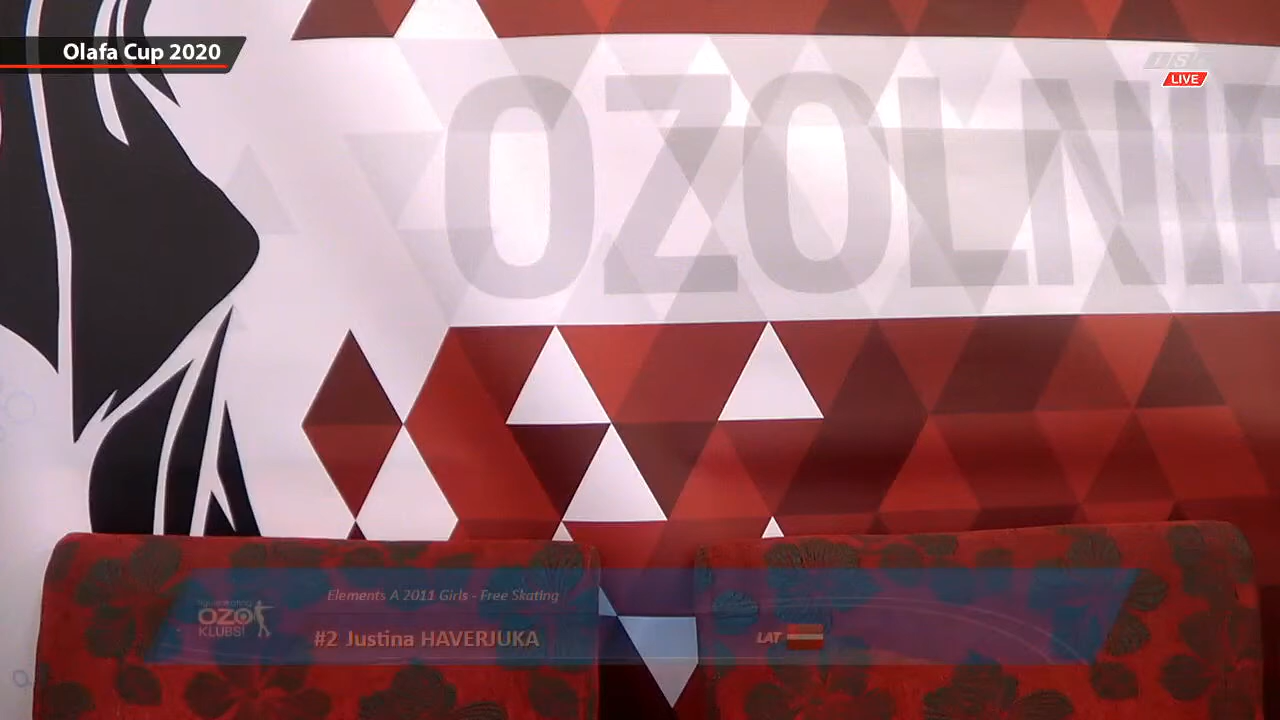 Olafa Cup 2020
LIVE
OZOLNIE
Elements A 2011 Girls - Free Skating
OZO
KLUBS!
#2 Justina HAVERJUKA
LAT